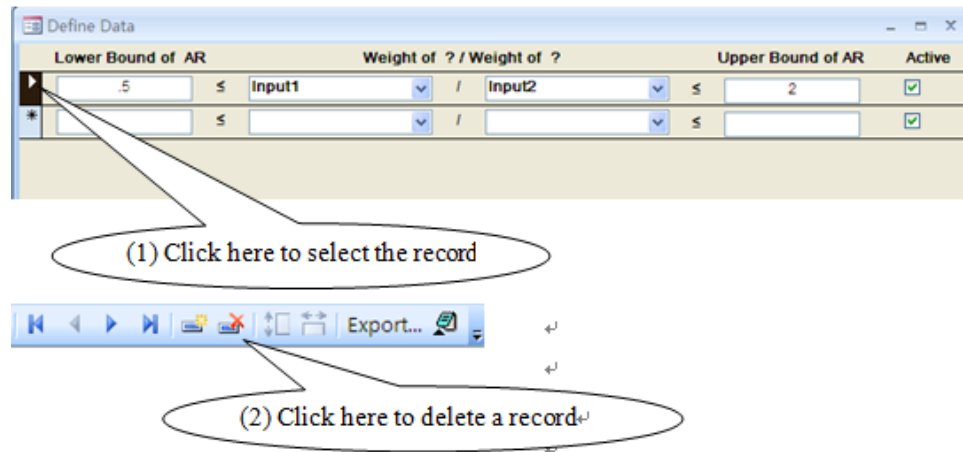 Define Data
Lower Bound of AR Weight of ? / Weight of ? Upper Bound of AR Active
.5 ≤ Input1 / Input2 ≤ 2
* ≤ / ≤
(1) Click here to select the record
Export...
(2) Click here to delete a record